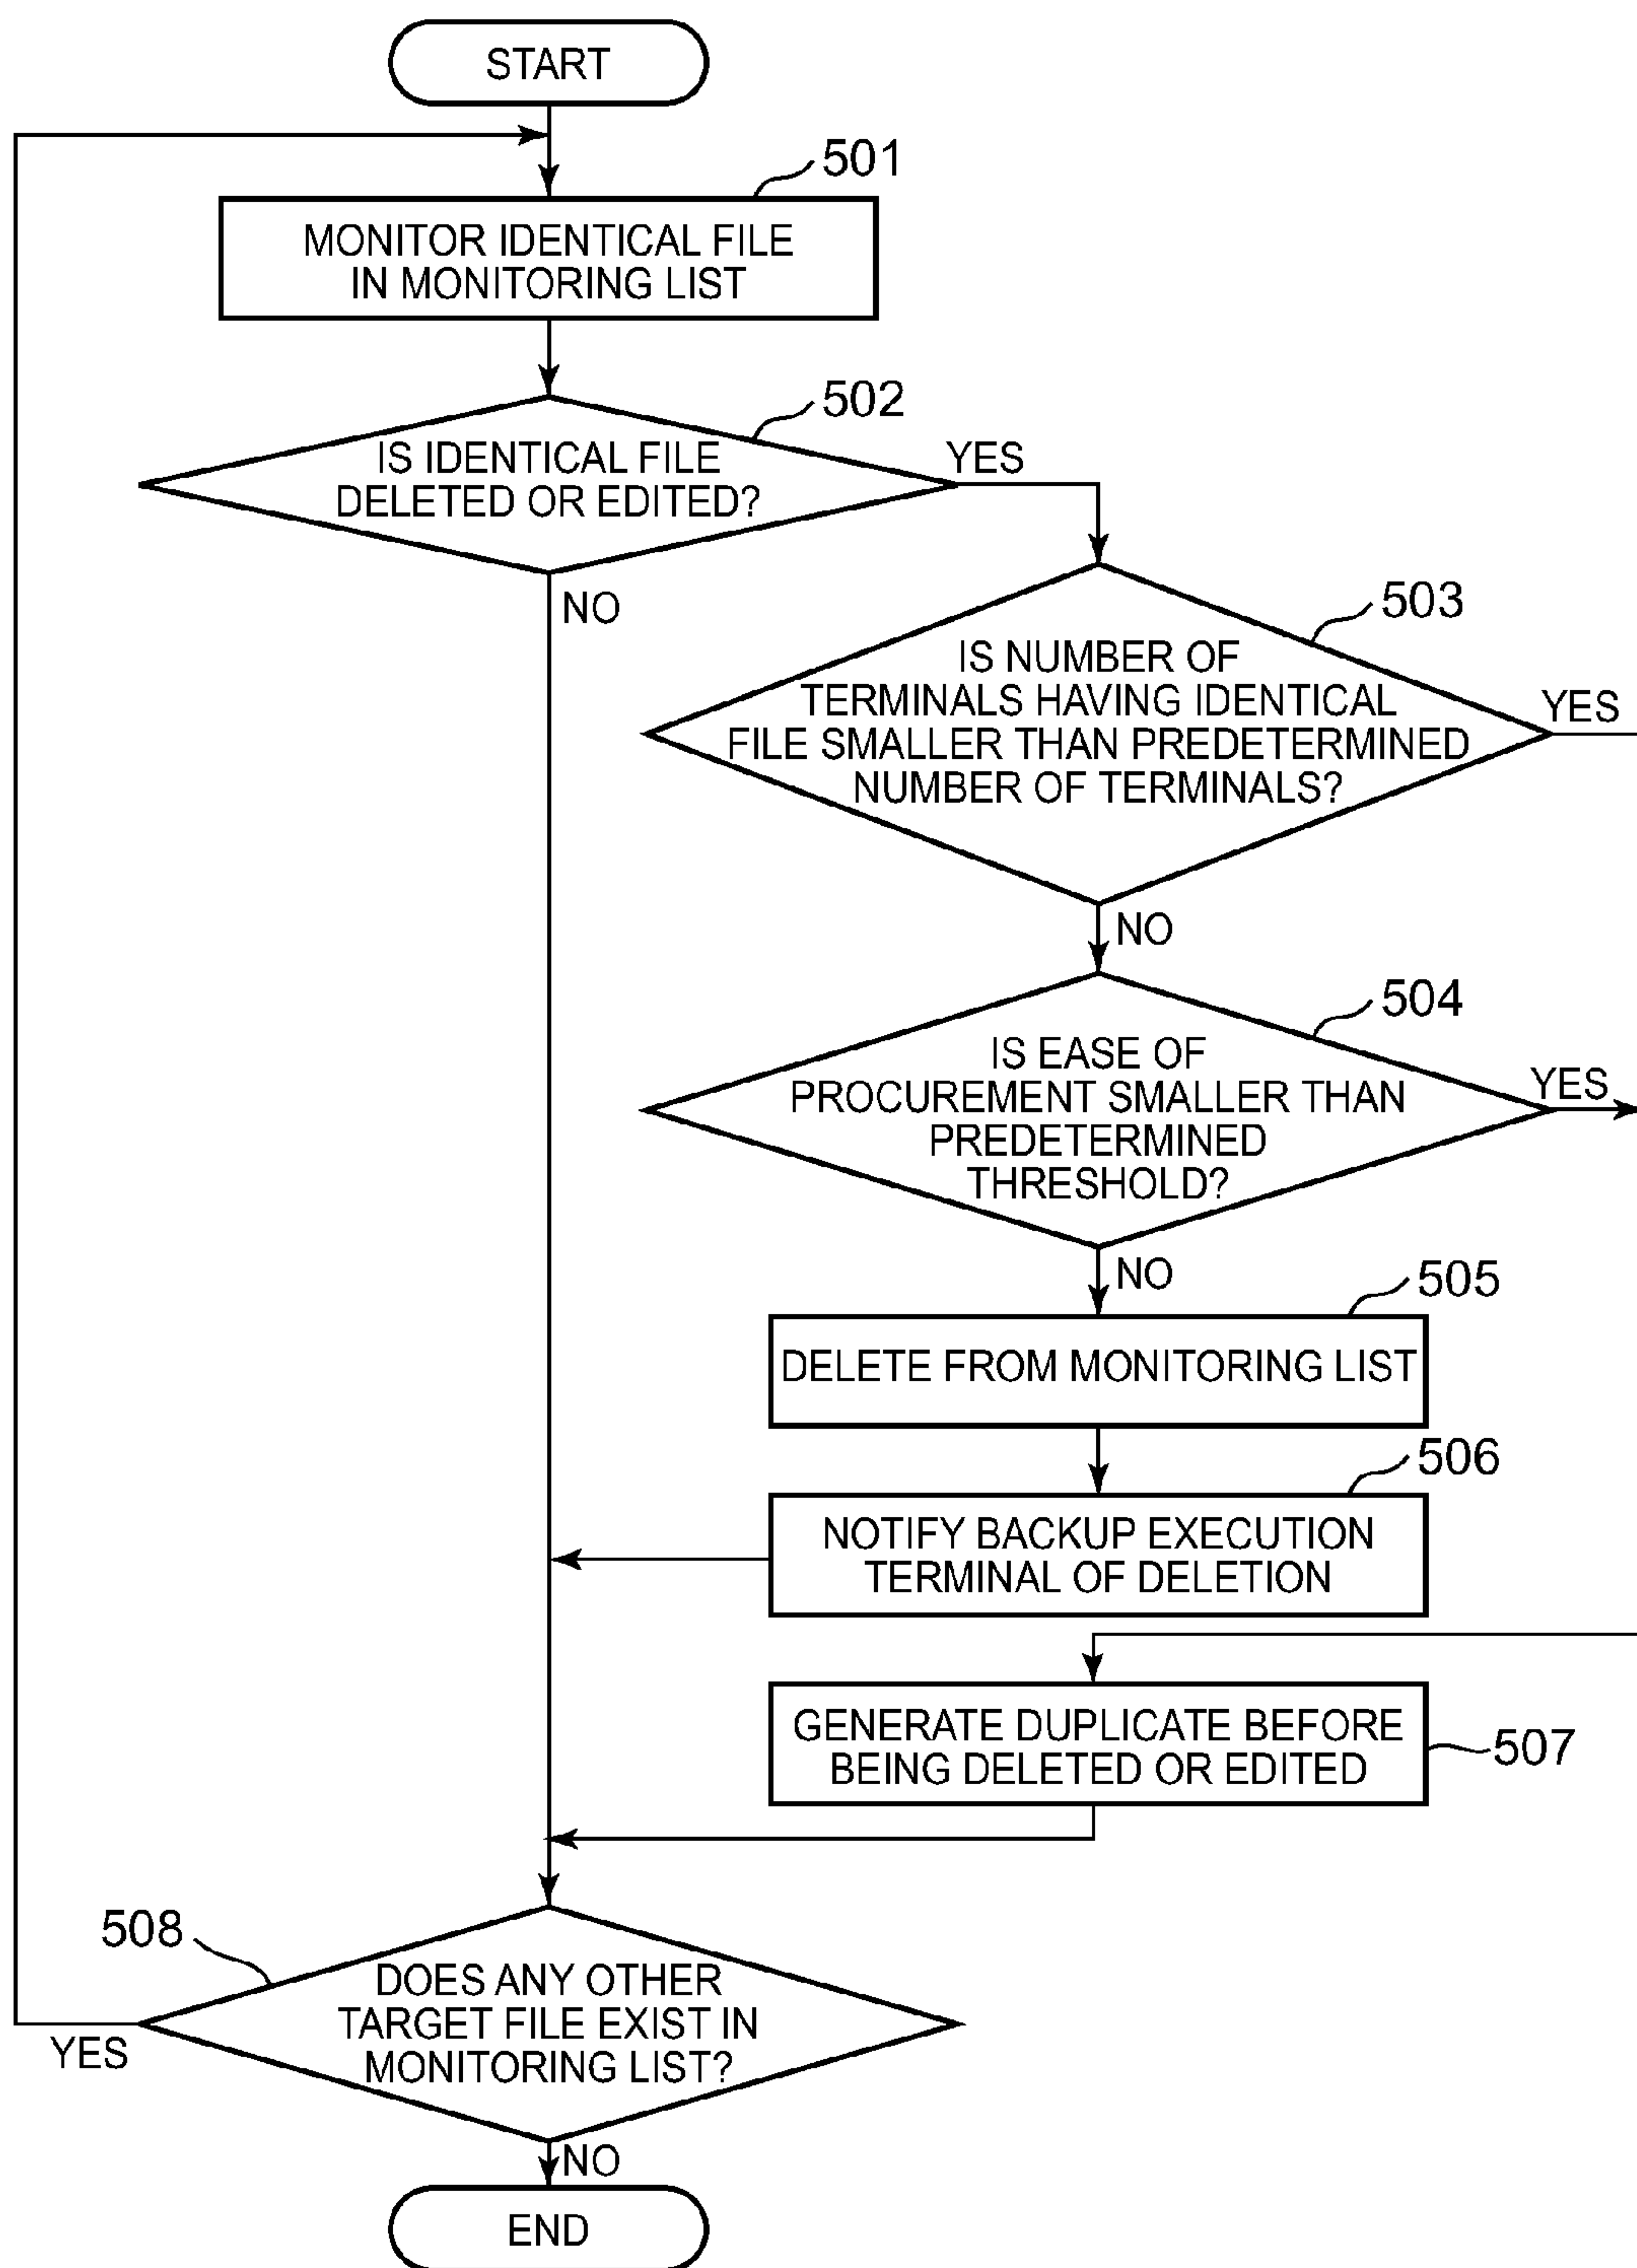 START
501
MONITOR IDENTICAL FILE
IN MONITORING LIST
502
IS IDENTICAL FILE
DELETED OR EDITED?
YES
NO
503
IS NUMBER OF
TERMINALS HAVING IDENTICAL
FILE SMALLER THAN PREDETERMINED
NUMBER OF TERMINALS?
YES
NO
504
IS EASE OF
PROCUREMENT SMALLER THAN
PREDETERMINED
THRESHOLD?
YES
NO
505
DELETE FROM MONITORING LIST
506
NOTIFY BACKUP EXECUTION
TERMINAL OF DELETION
GENERATE DUPLICATE BEFORE
BEING DELETED OR EDITED
507
508
DOES ANY OTHER
TARGET FILE EXIST IN
MONITORING LIST?
YES
NO
END